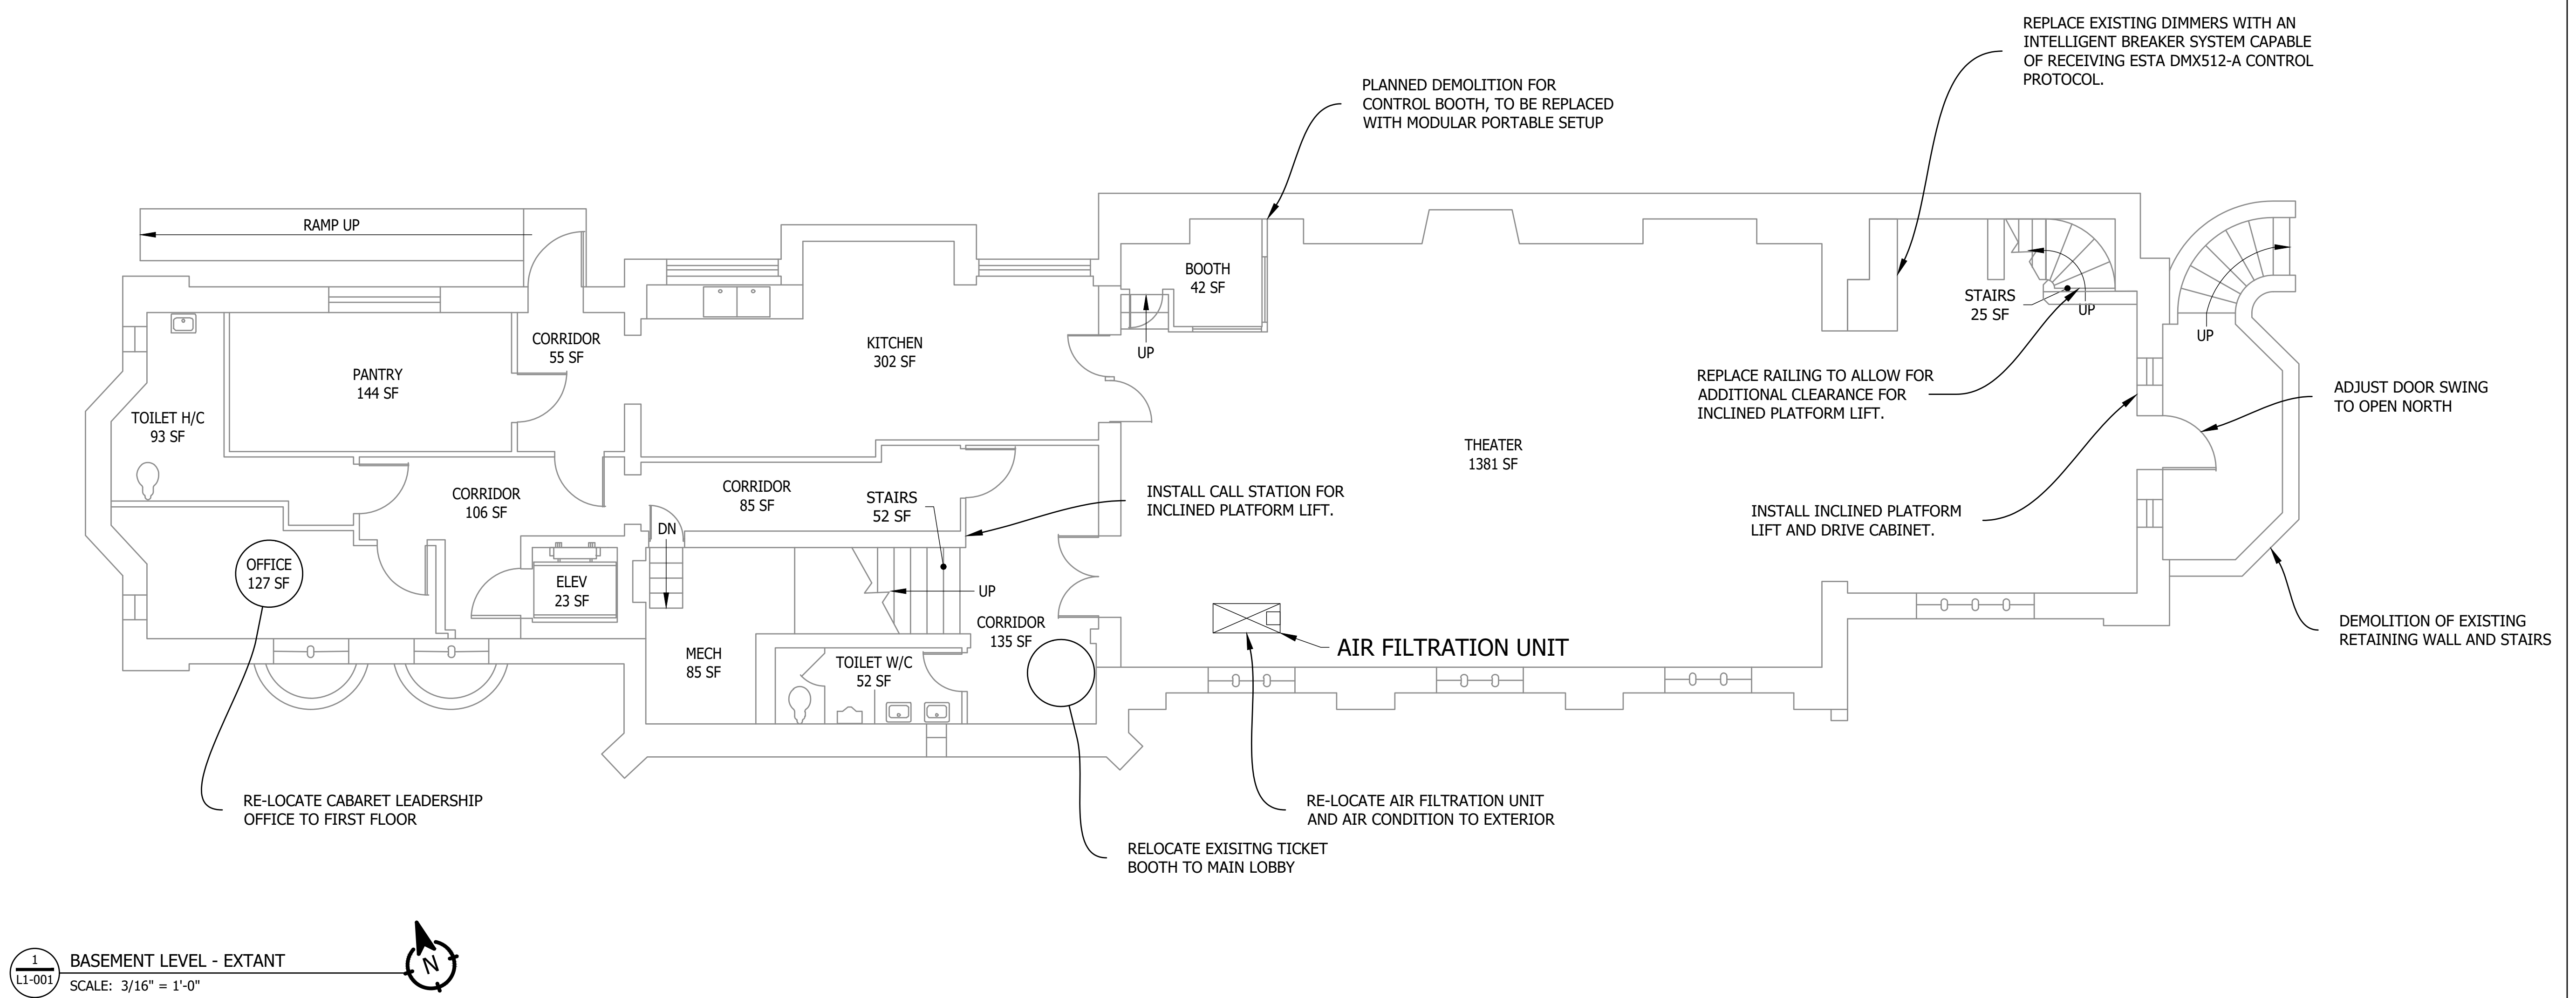 REPLACE EXISTING DIMMERS WITH AN
INTELLIGENT BREAKER SYSTEM CAPABLE
OF RECEIVING ESTA DMX512-A CONTROL
PROTOCOL.
PLANNED DEMOLITION FOR
CONTROL BOOTH, TO BE REPLACED
WITH MODULAR PORTABLE SETUP
RAMP UP
BOOTH
42 SF
UP
STAIRS
25 SF
UP
UP
CORRIDOR
55 SF
KITCHEN
302 SF
PANTRY
144 SF
TOILET H/C
93 SF
REPLACE RAILING TO ALLOW FOR
ADDITIONAL CLEARANCE FOR
INCLINED PLATFORM LIFT.
ADJUST DOOR SWING
TO OPEN NORTH
THEATER
1381 SF
CORRIDOR
106 SF
CORRIDOR
85 SF
STAIRS
52 SF
INSTALL CALL STATION FOR
INCLINED PLATFORM LIFT.
INSTALL INCLINED PLATFORM
LIFT AND DRIVE CABINET.
DN
OFFICE
127 SF
ELEV
23 SF
UP
CORRIDOR
135 SF
MECH
85 SF
TOILET W/C
52 SF
AIR FILTRATION UNIT
DEMOLITION OF EXISTING
RETAINING WALL AND STAIRS
RE-LOCATE CABARET LEADERSHIP
OFFICE TO FIRST FLOOR
RE-LOCATE AIR FILTRATION UNIT
AND AIR CONDITION TO EXTERIOR
RELOCATE EXISITNG TICKET
BOOTH TO MAIN LOBBY
1
L1-001
BASEMENT LEVEL - EXTANT
SCALE: 3/16" = 1'-0"
N